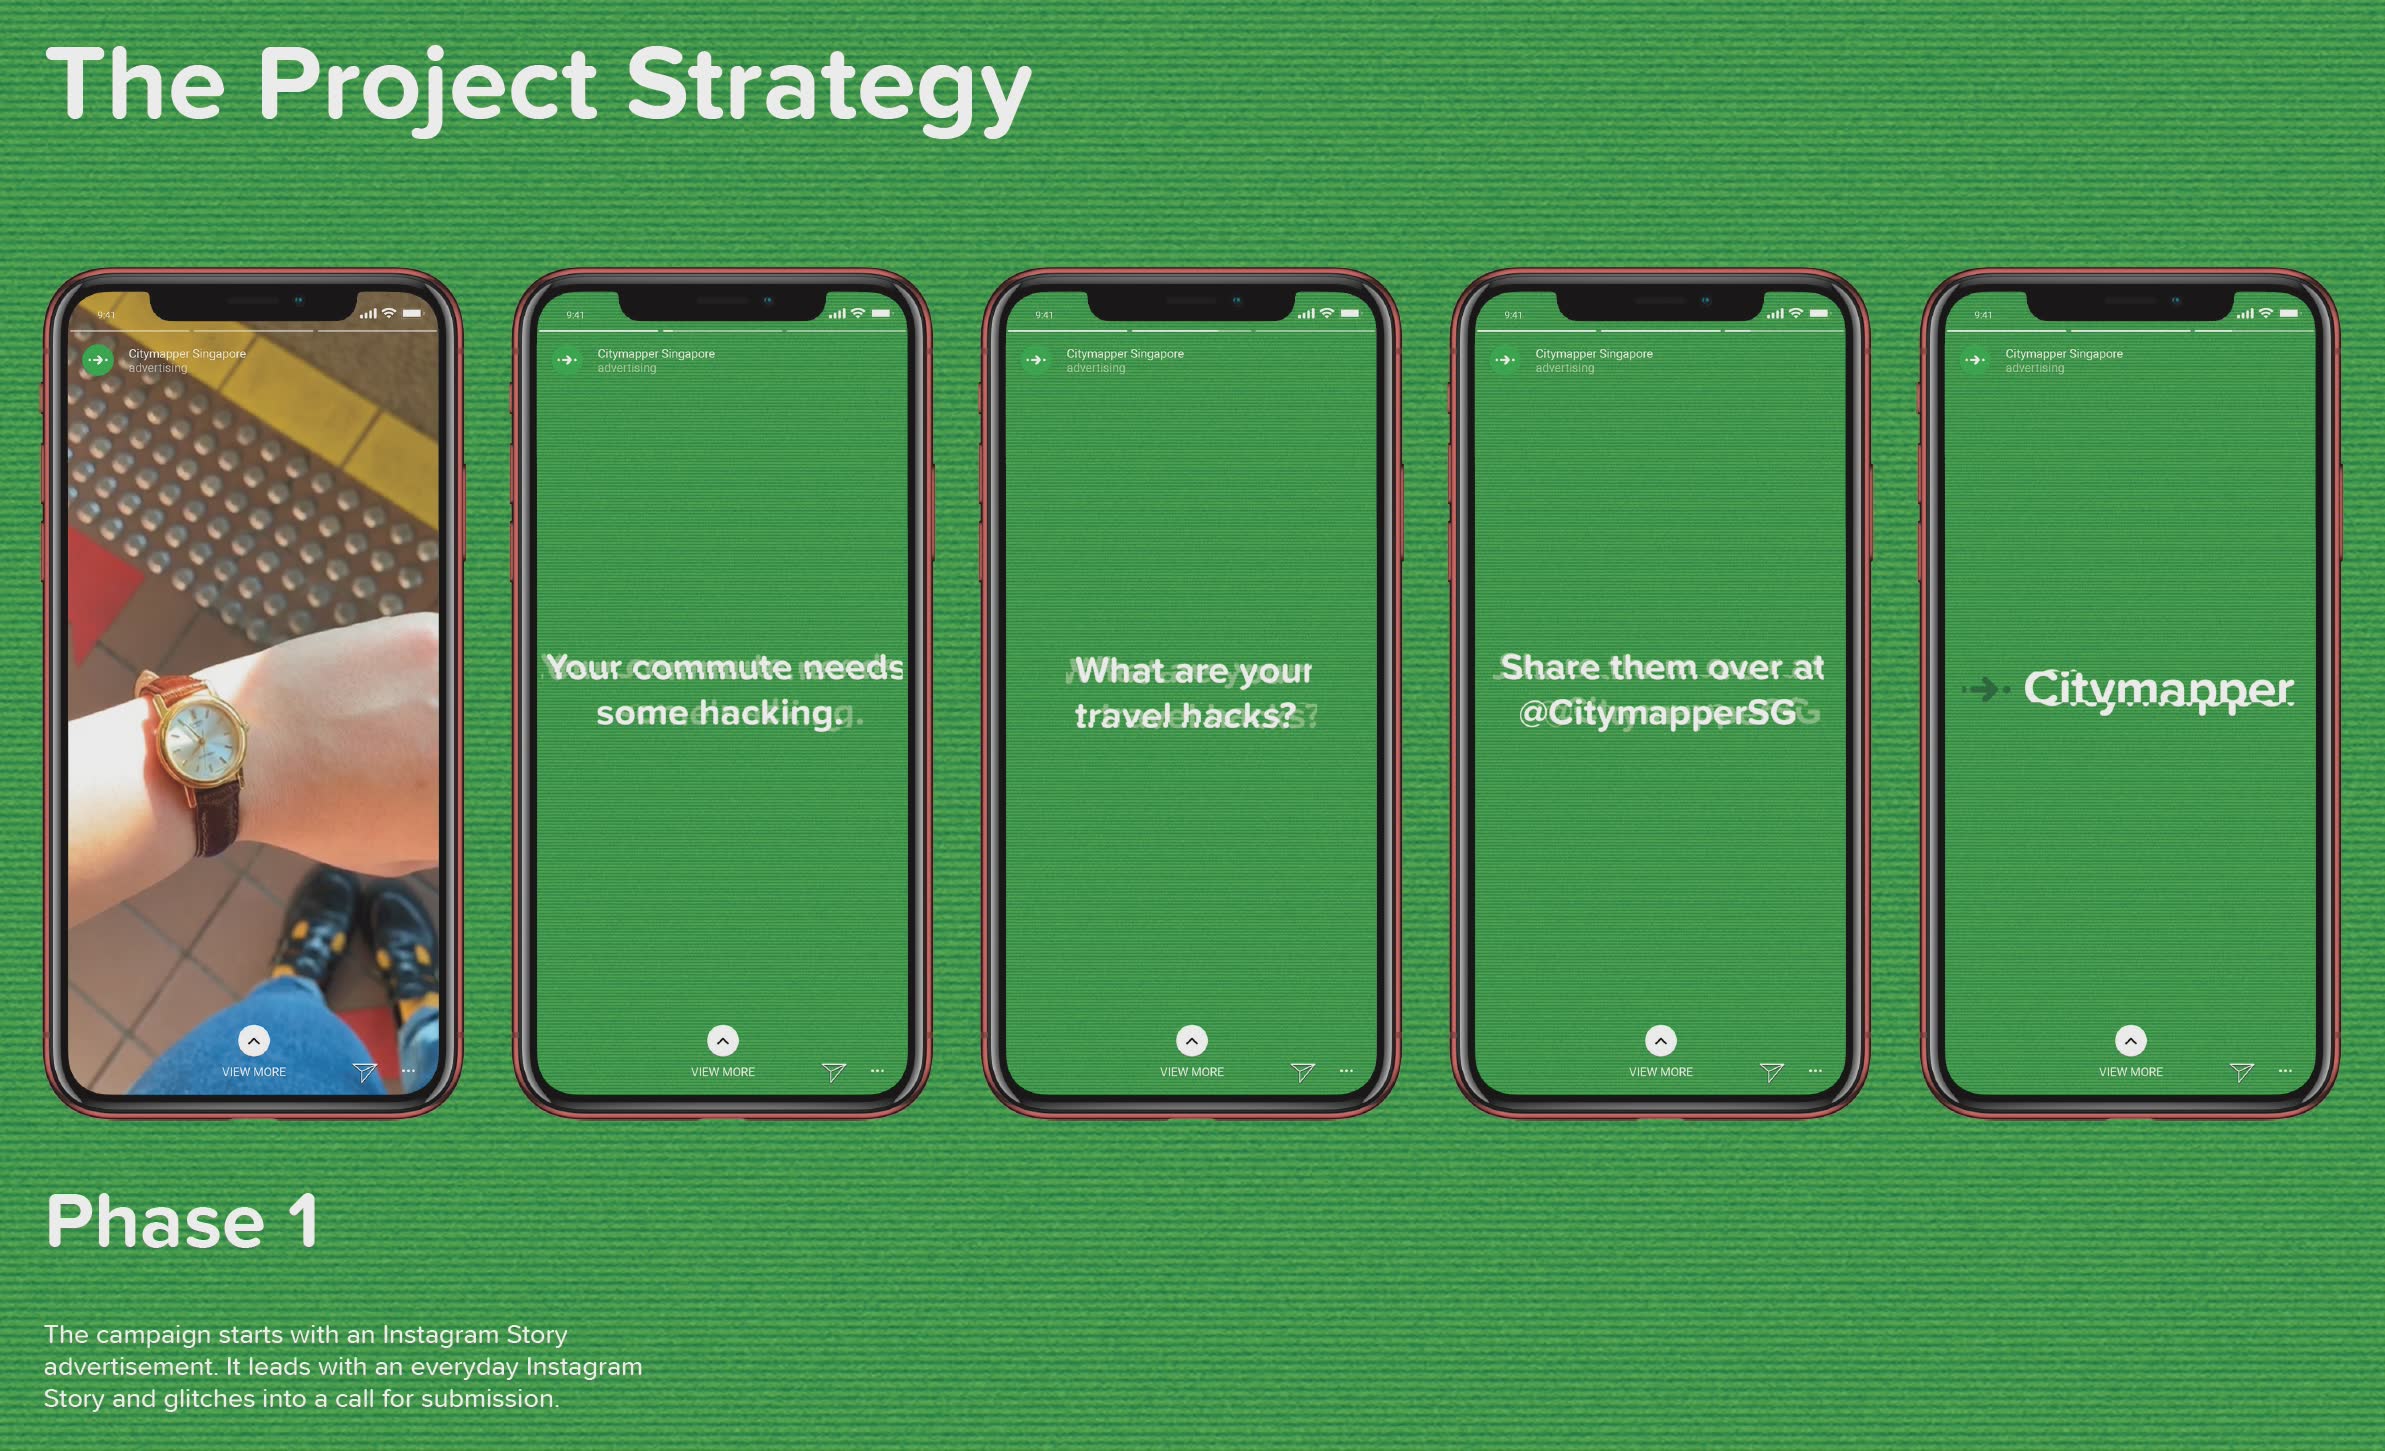 The Project Strategy
9:41
Citymapper Singapore
advertising
VIEW MORE
9:41
Citymapper Singapore
advertising
Your commute needs
some hacking.
VIEW MORE
9:41
Citymapper Singapore
advertising
What are your
travel hacks?
VIEW MORE
9:41
Citymapper Singapore
advertising
Share them over at
@CitymapperSG
VIEW MORE
9:41
Citymapper Singapore
advertising
Citymapper
VIEW MORE
Phase 1
The campaign starts with an Instagram Story
advertisement. It leads with an everyday Instagram
Story and glitches into a call for submission.